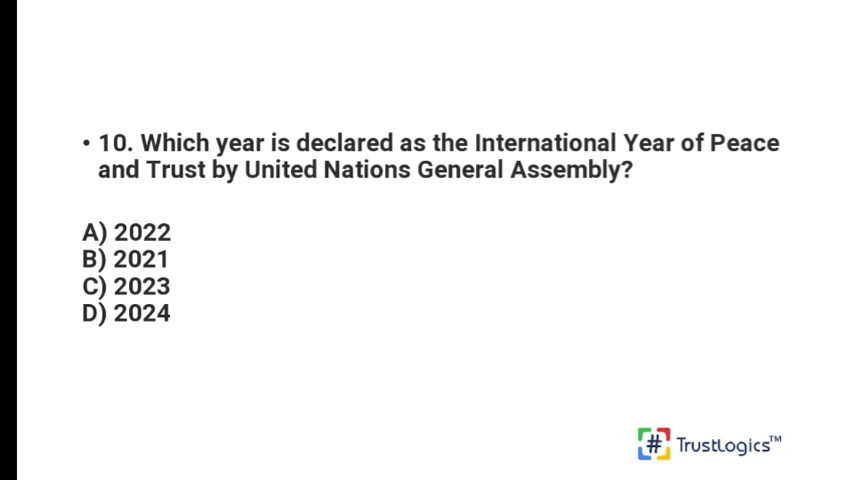 • 10. Which year is declared as the International Year of Peace
and Trust by United Nations General Assembly?
A) 2022
B) 2021
C) 2023
D) 2024
# TrustLogics™